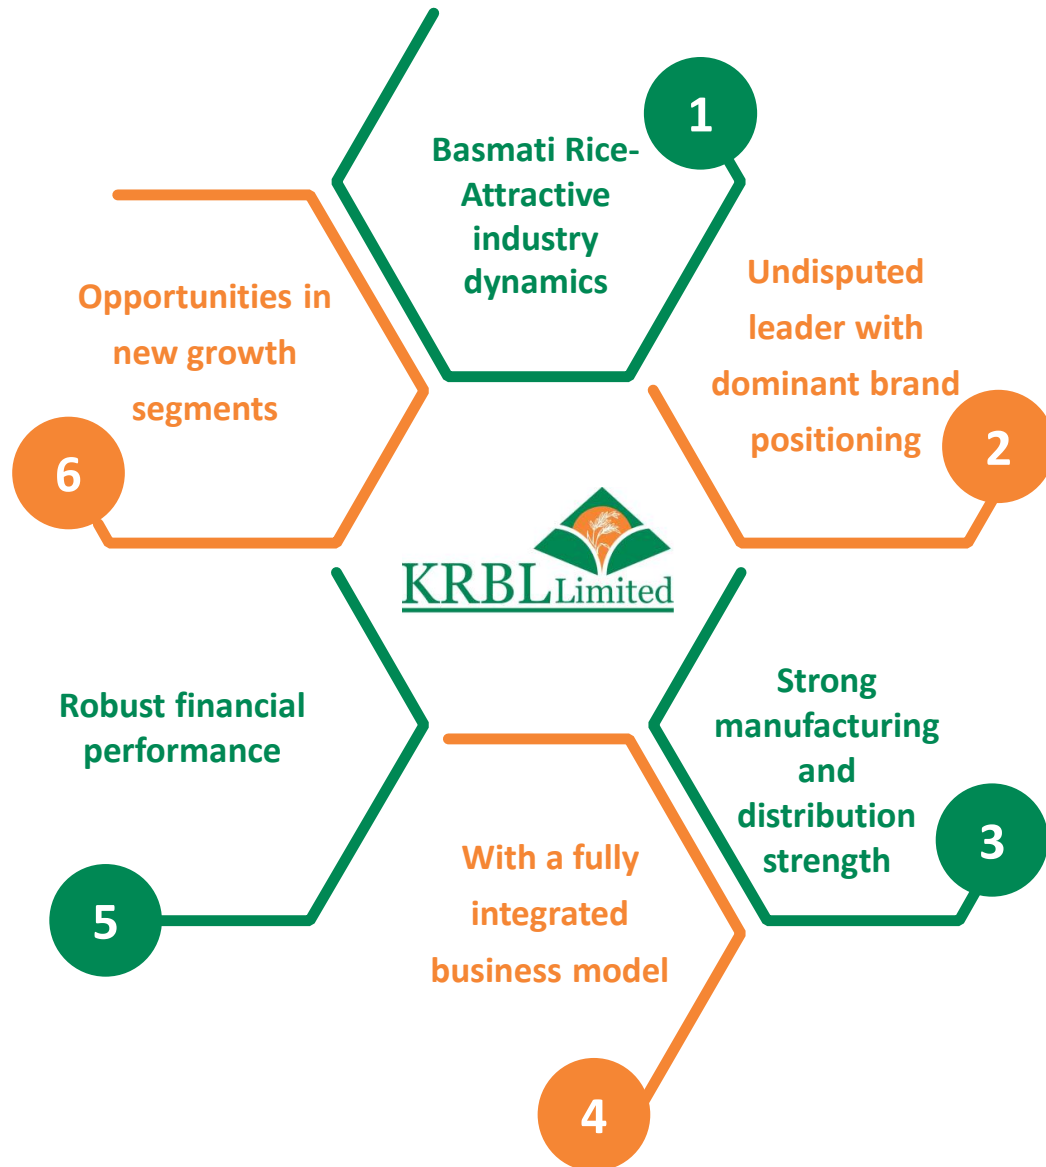 1
Basmati Rice-
Attractive
industry
dynamics
Undisputed
leader with
dominant brand
positioning
2
Strong
manufacturing
and
distribution
strength
3
With a fully
integrated
business model
4
Robust financial
performance
5
Opportunities in
new growth
segments
6
KRBL Limited